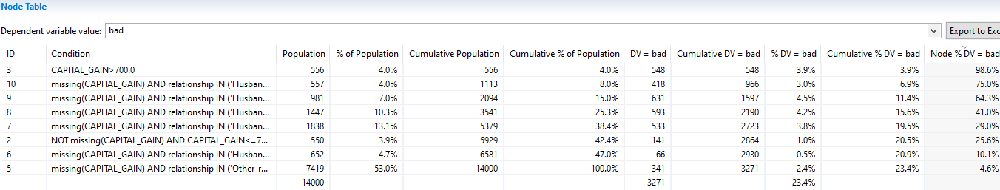 Node Table
Dependent variable value: bad Export to Exc
ID Condition Population % of Population Cumulative Population Cumulative % of Population DV = bad Cumulative DV = bad % DV = bad Cumulative % DV = bad Node % DV = bad
3 CAPITAL_GAIN>700.0 556 4.0% 556 4.0% 548 548 3.9% 3.9% 98.6%
10 missing(CAPITAL_GAIN) AND relationship IN ('Husban... 557 4.0% 1113 8.0% 418 966 3.0% 6.9% 75.0%
9 missing(CAPITAL_GAIN) AND relationship IN ('Husban... 981 7.0% 2094 15.0% 631 1597 4.5% 11.4% 64.3%
8 missing(CAPITAL_GAIN) AND relationship IN ('Husban... 1447 10.3% 3541 25.3% 593 2190 4.2% 15.6% 41.0%
7 missing(CAPITAL_GAIN) AND relationship IN ('Husban... 1838 13.1% 5379 38.4% 533 2723 3.8% 19.5% 29.0%
2 NOT missing(CAPITAL_GAIN) AND CAPITAL_GAIN<=7... 550 3.9% 5929 42.4% 141 2864 1.0% 20.5% 25.6%
6 missing(CAPITAL_GAIN) AND relationship IN ('Husban... 652 4.7% 6581 47.0% 66 2930 0.5% 20.9% 10.1%
5 missing(CAPITAL_GAIN) AND relationship IN ('Other-r... 7419 53.0% 14000 100.0% 341 3271 2.4% 23.4% 4.6%
14000 3271 23.4%